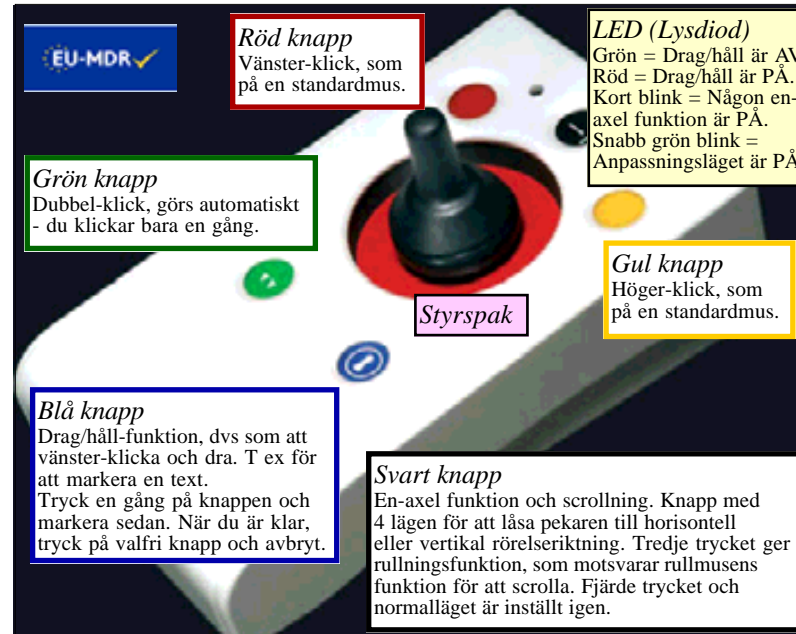 EU-MDR
Röd knapp
Vänster-klick, som
på en standardmus.
LED (Lysdiod)
Grön = Drag/håll är AV
Röd = Drag/håll är PÅ.
Kort blink = Någon en-
axel funktion är PÅ.
Snabb grön blink =
Anpassningsläget är PÅ
Grön knapp
Dubbel-klick, görs automatiskt
- du klickar bara en gång.
Gul knapp
Höger-klick, som
på en standardmus.
Styrspak
Blå knapp
Drag/håll-funktion, dvs som att
vänster-klicka och dra. T ex för
att markera en text.
Tryck en gång på knappen och
markera sedan. När du är klar,
tryck på valfri knapp och avbryt.
Svart knapp
En-axel funktion och scrollning. Knapp med
4 lägen för att låsa pekaren till horisontell
eller vertikal rörelseriktning. Tredje trycket ger
rullningsfunktion, som motsvarar rullmusens
funktion för att scrolla. Fjärde trycket och
normalläget är inställt igen.